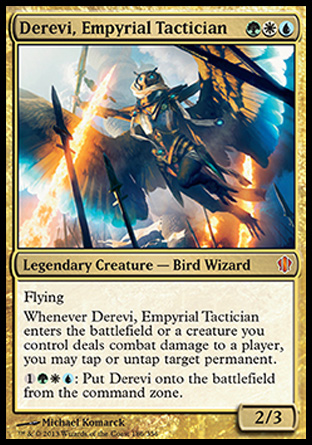 Derevi, Empyrial Tactician
Legendary Creature — Bird Wizard
Flying
Whenever Derevi, Empyrial Tactician
enters the battlefield or a creature you
control deals combat damage to a player,
you may tap or untap target permanent.
1: Put Derevi onto the battlefield
from the command zone.
Michael Komarck
2/3
™ & © 2013 Wizards of the Coast